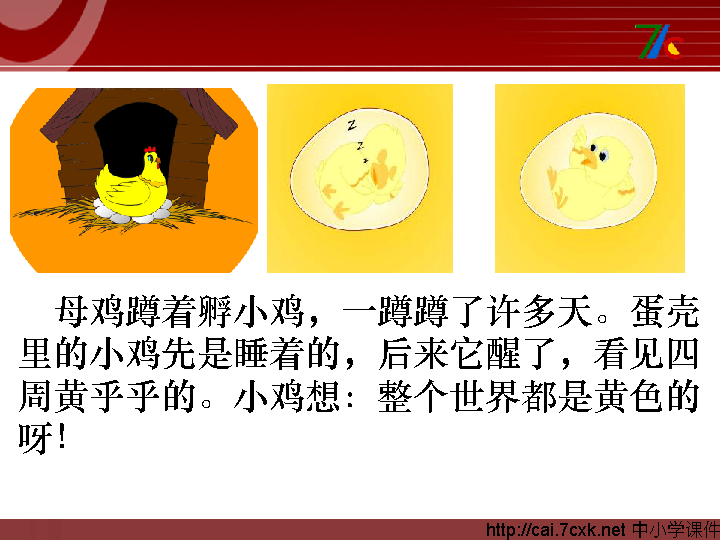 z
z
z
母鸡蹲着孵小鸡，一蹲蹲了许多天。蛋壳
里的小鸡先是睡着的，后来它醒了，看见四
周黄乎乎的。小鸡想：整个世界都是黄色的
呀！
http://cai.7cxk.net 中小学课件